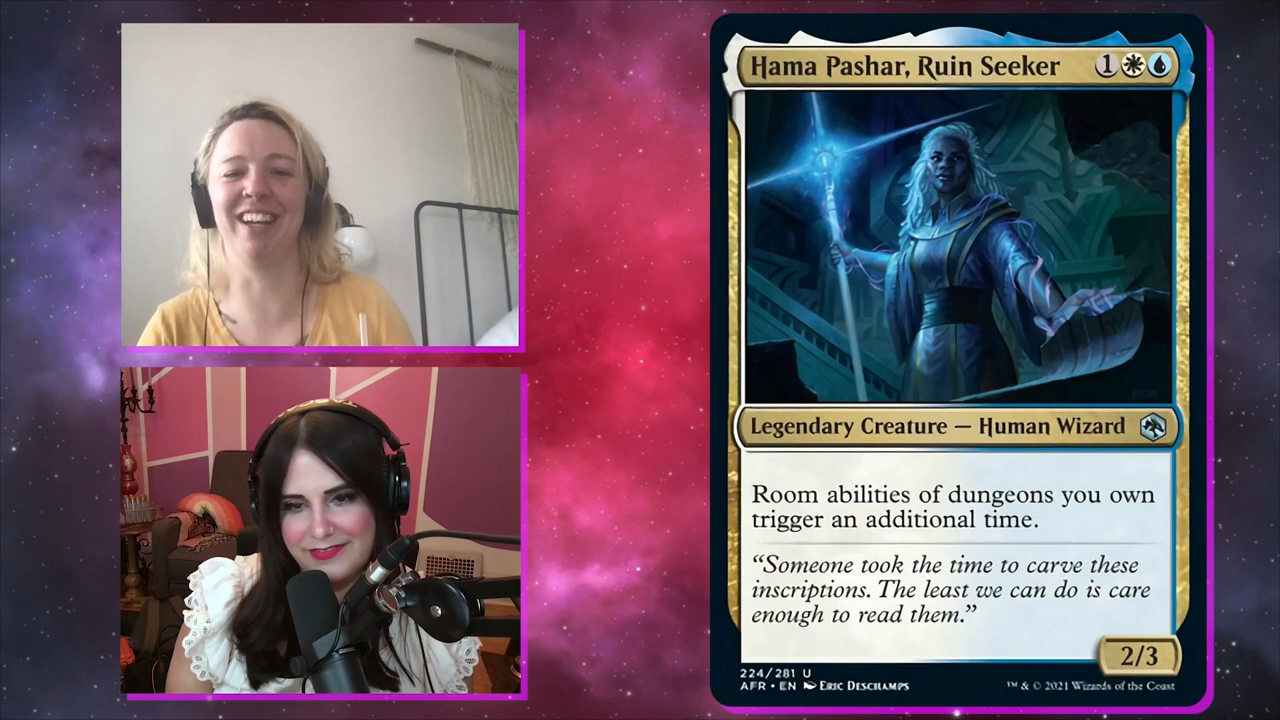 Hama Pashar, Ruin Seeker 1
Legendary Creature — Human Wizard
Room abilities of dungeons you own
trigger an additional time.
“Someone took the time to carve these
inscriptions. The least we can do is care
enough to read them.”
2/3
224/281 U
AFR • EN Eric Deschamps
™ & © 2021 Wizards of the Coast